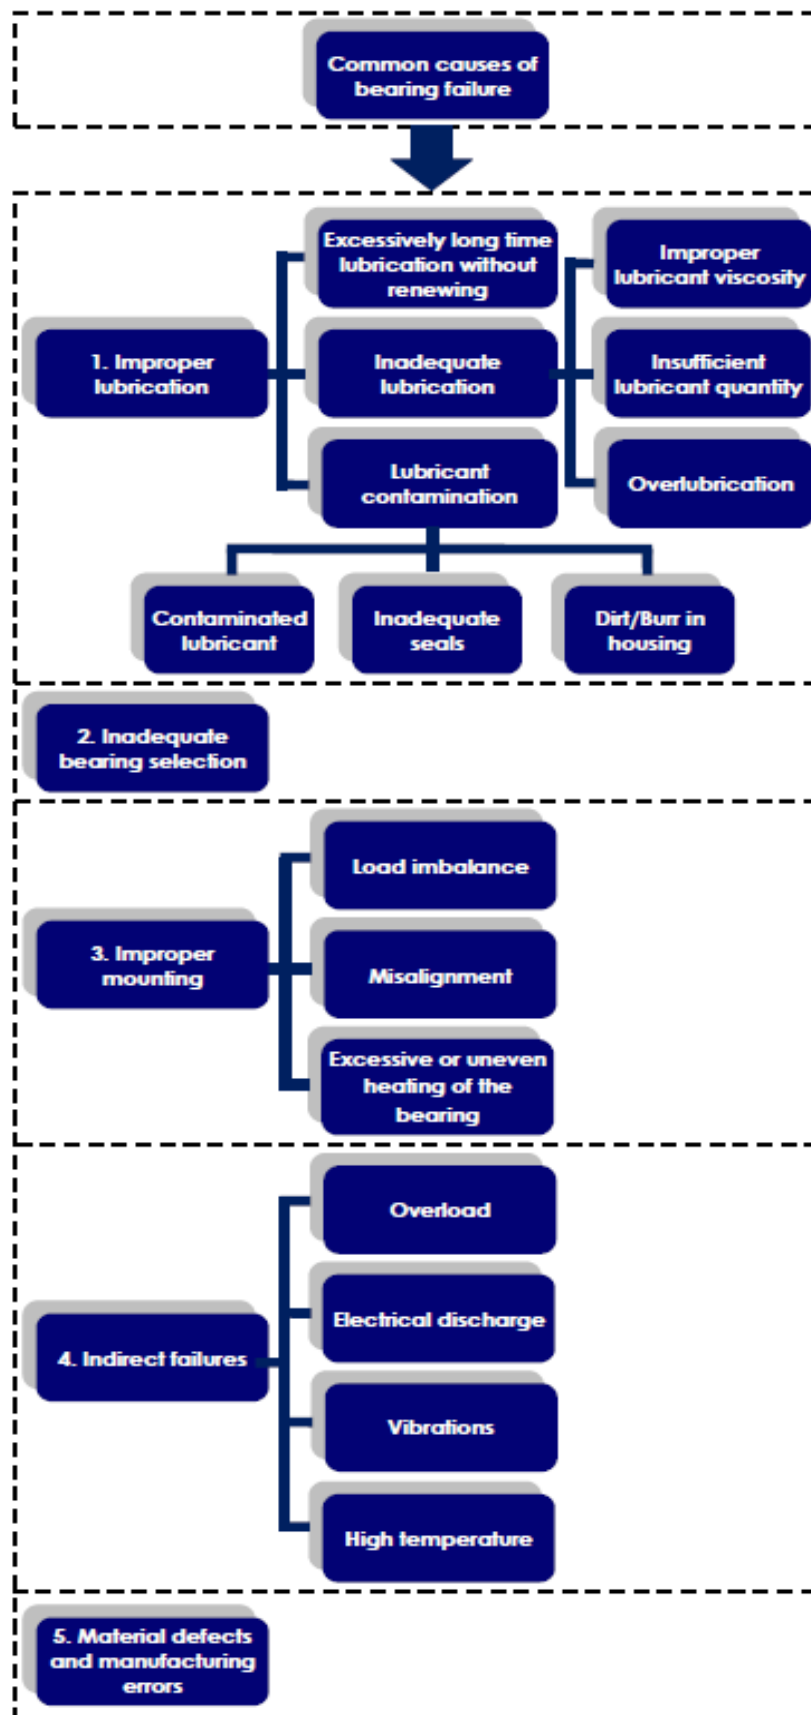 Common causes of
bearing failure
Excessively long time
lubrication without
renewing
Improper
lubricant viscosity
1. Improper
lubrication
Inadequate
lubrication
Insufficient
lubricant quantity
Lubricant
contamination
Overlubrication
Contaminated
lubricant
Inadequate
seals
Dirt/Burr in
housing
2. Inadequate
bearing selection
Load imbalance
3. Improper
mounting
Misalignment
Excessive or uneven
heating of the
bearing
Overload
Electrical discharge
4. Indirect failures
Vibrations
High temperature
5. Material defects
and manufacturing
errors